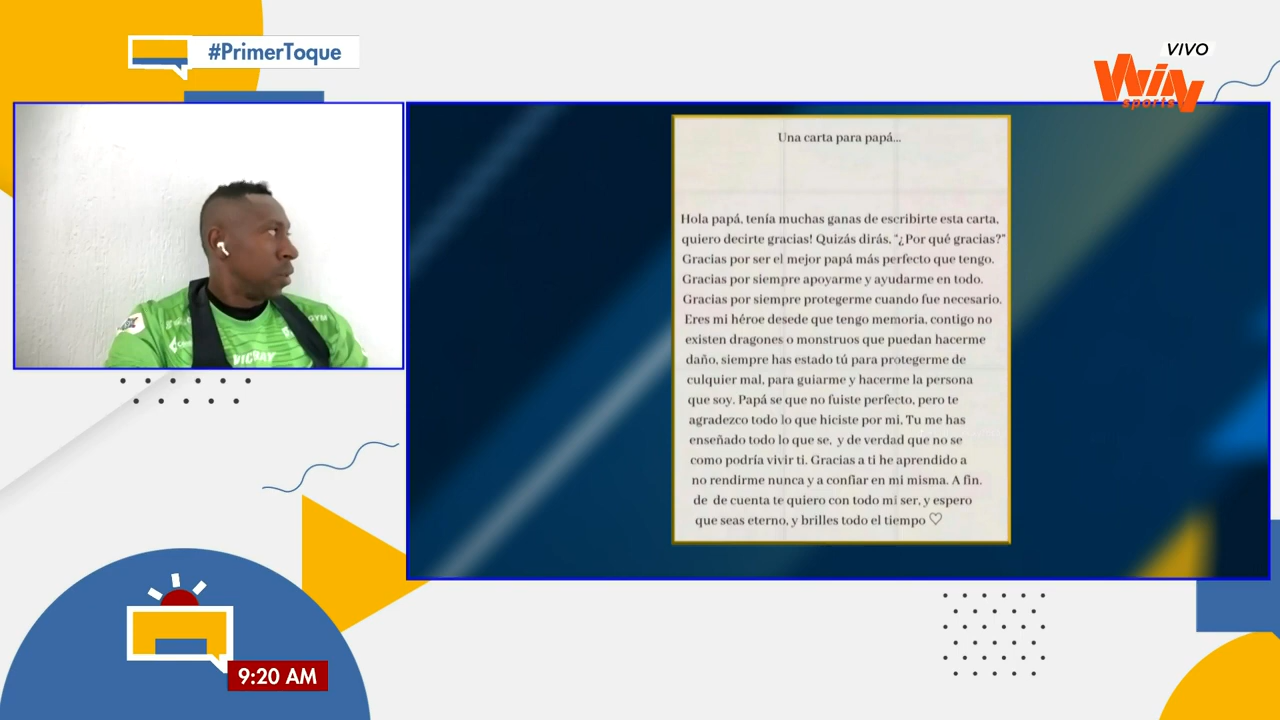 #PrimerToque
VIVO
Win
sports
Una carta para papá...
Hola papá, tenía muchas ganas de escribirte esta carta,
quiero decirte gracias! Quizás dirás, "¿Por qué gracias?"
Gracias por ser el mejor papá más perfecto que tengo.
Gracias por siempre apoyarme y ayudarme en todo.
Gracias por siempre protegerme cuando fue necesario.
Eres mi héroe desede que tengo memoria, contigo no
existen dragones o monstruos que puedan hacerme
daño, siempre has estado tú para protegerme de
culquier mal, para guiarme y hacerme la persona
que soy. Papá se que no fuiste perfecto, pero te
agradezco todo lo que hiciste por mi, Tu me has
enseñado todo lo que se, y de verdad que no se
como podría vivir ti. Gracias a ti he aprendido a
no rendirme nunca y a confiar en mi misma. A fin.
de de cuenta te quiero con todo mi ser, y espero
que seas eterno, y brilles todo el tiempo ♡
GYM
9:20 AM